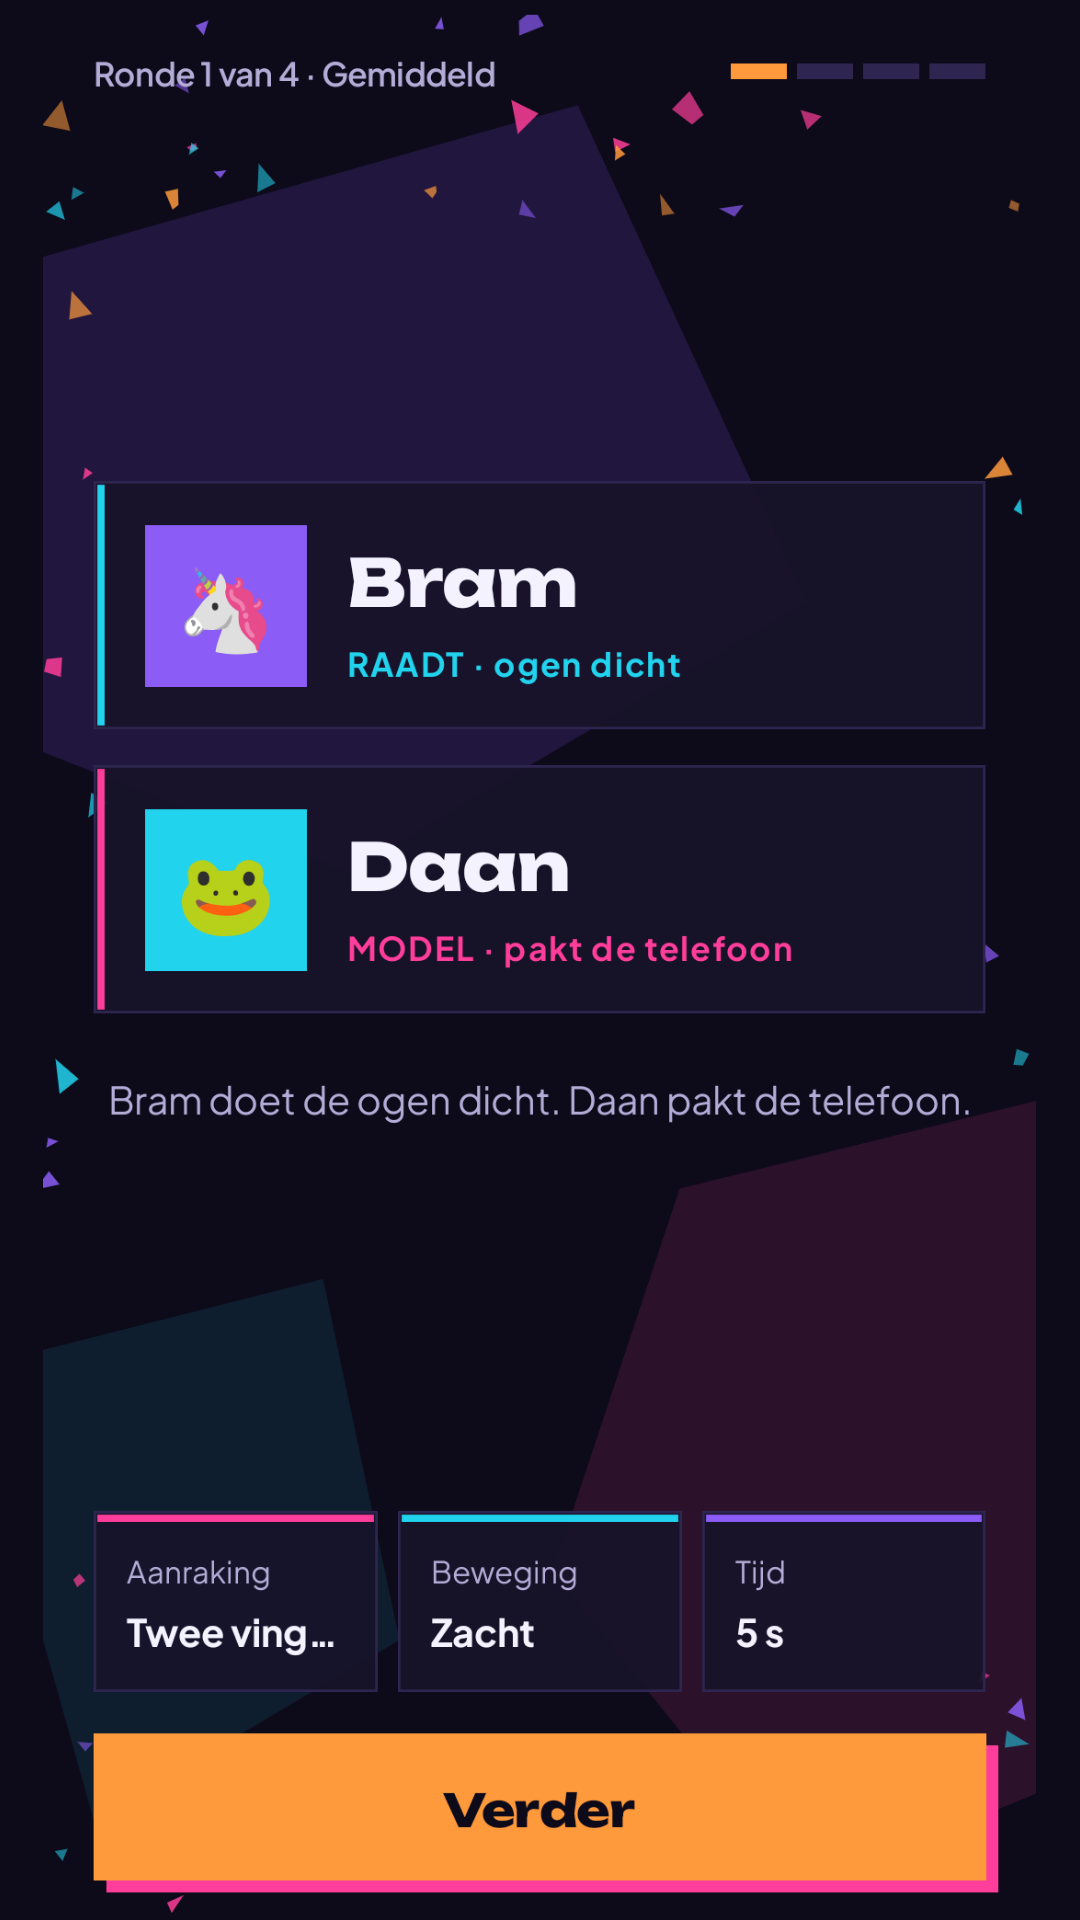 Ronde 1 van 4 · Gemiddeld
Bram
RAADT · ogen dicht
Daan
MODEL · pakt de telefoon
Bram doet de ogen dicht. Daan pakt de telefoon.
Aanraking
Twee ving...
Beweging
Zacht
Tijd
5 s
Verder